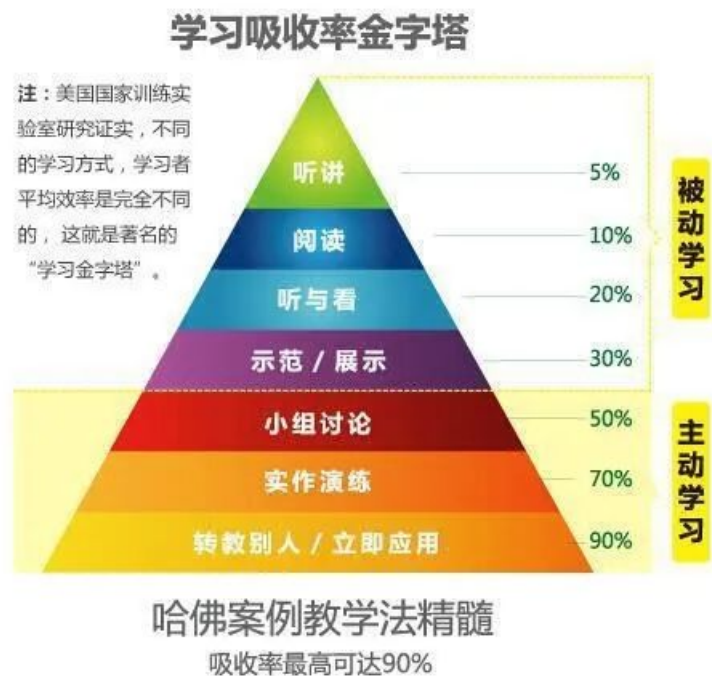 学习吸收率金字塔
注：美国国家训练实
验室研究证实，不同
的学习方式，学习者
平均效率是完全不同
的，这就是著名的
“学习金字塔”。
听讲 5%
阅读 10%
听与看 20%
示范 / 展示 30%
被动学习
小组讨论 50%
实作演练 70%
转教别人 / 立即应用 90%
主动学习
哈佛案例教学法精髓
吸收率最高可达90%